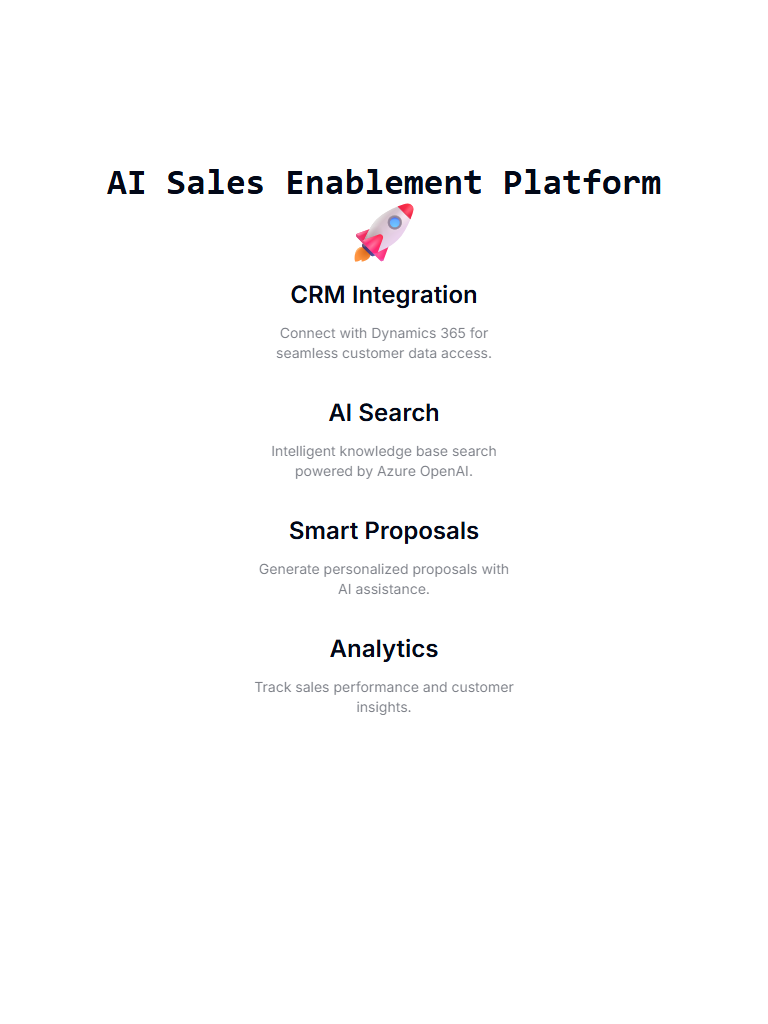 AI Sales Enablement Platform
CRM Integration
Connect with Dynamics 365 for
seamless customer data access.
AI Search
Intelligent knowledge base search
powered by Azure OpenAI.
Smart Proposals
Generate personalized proposals with
AI assistance.
Analytics
Track sales performance and customer
insights.